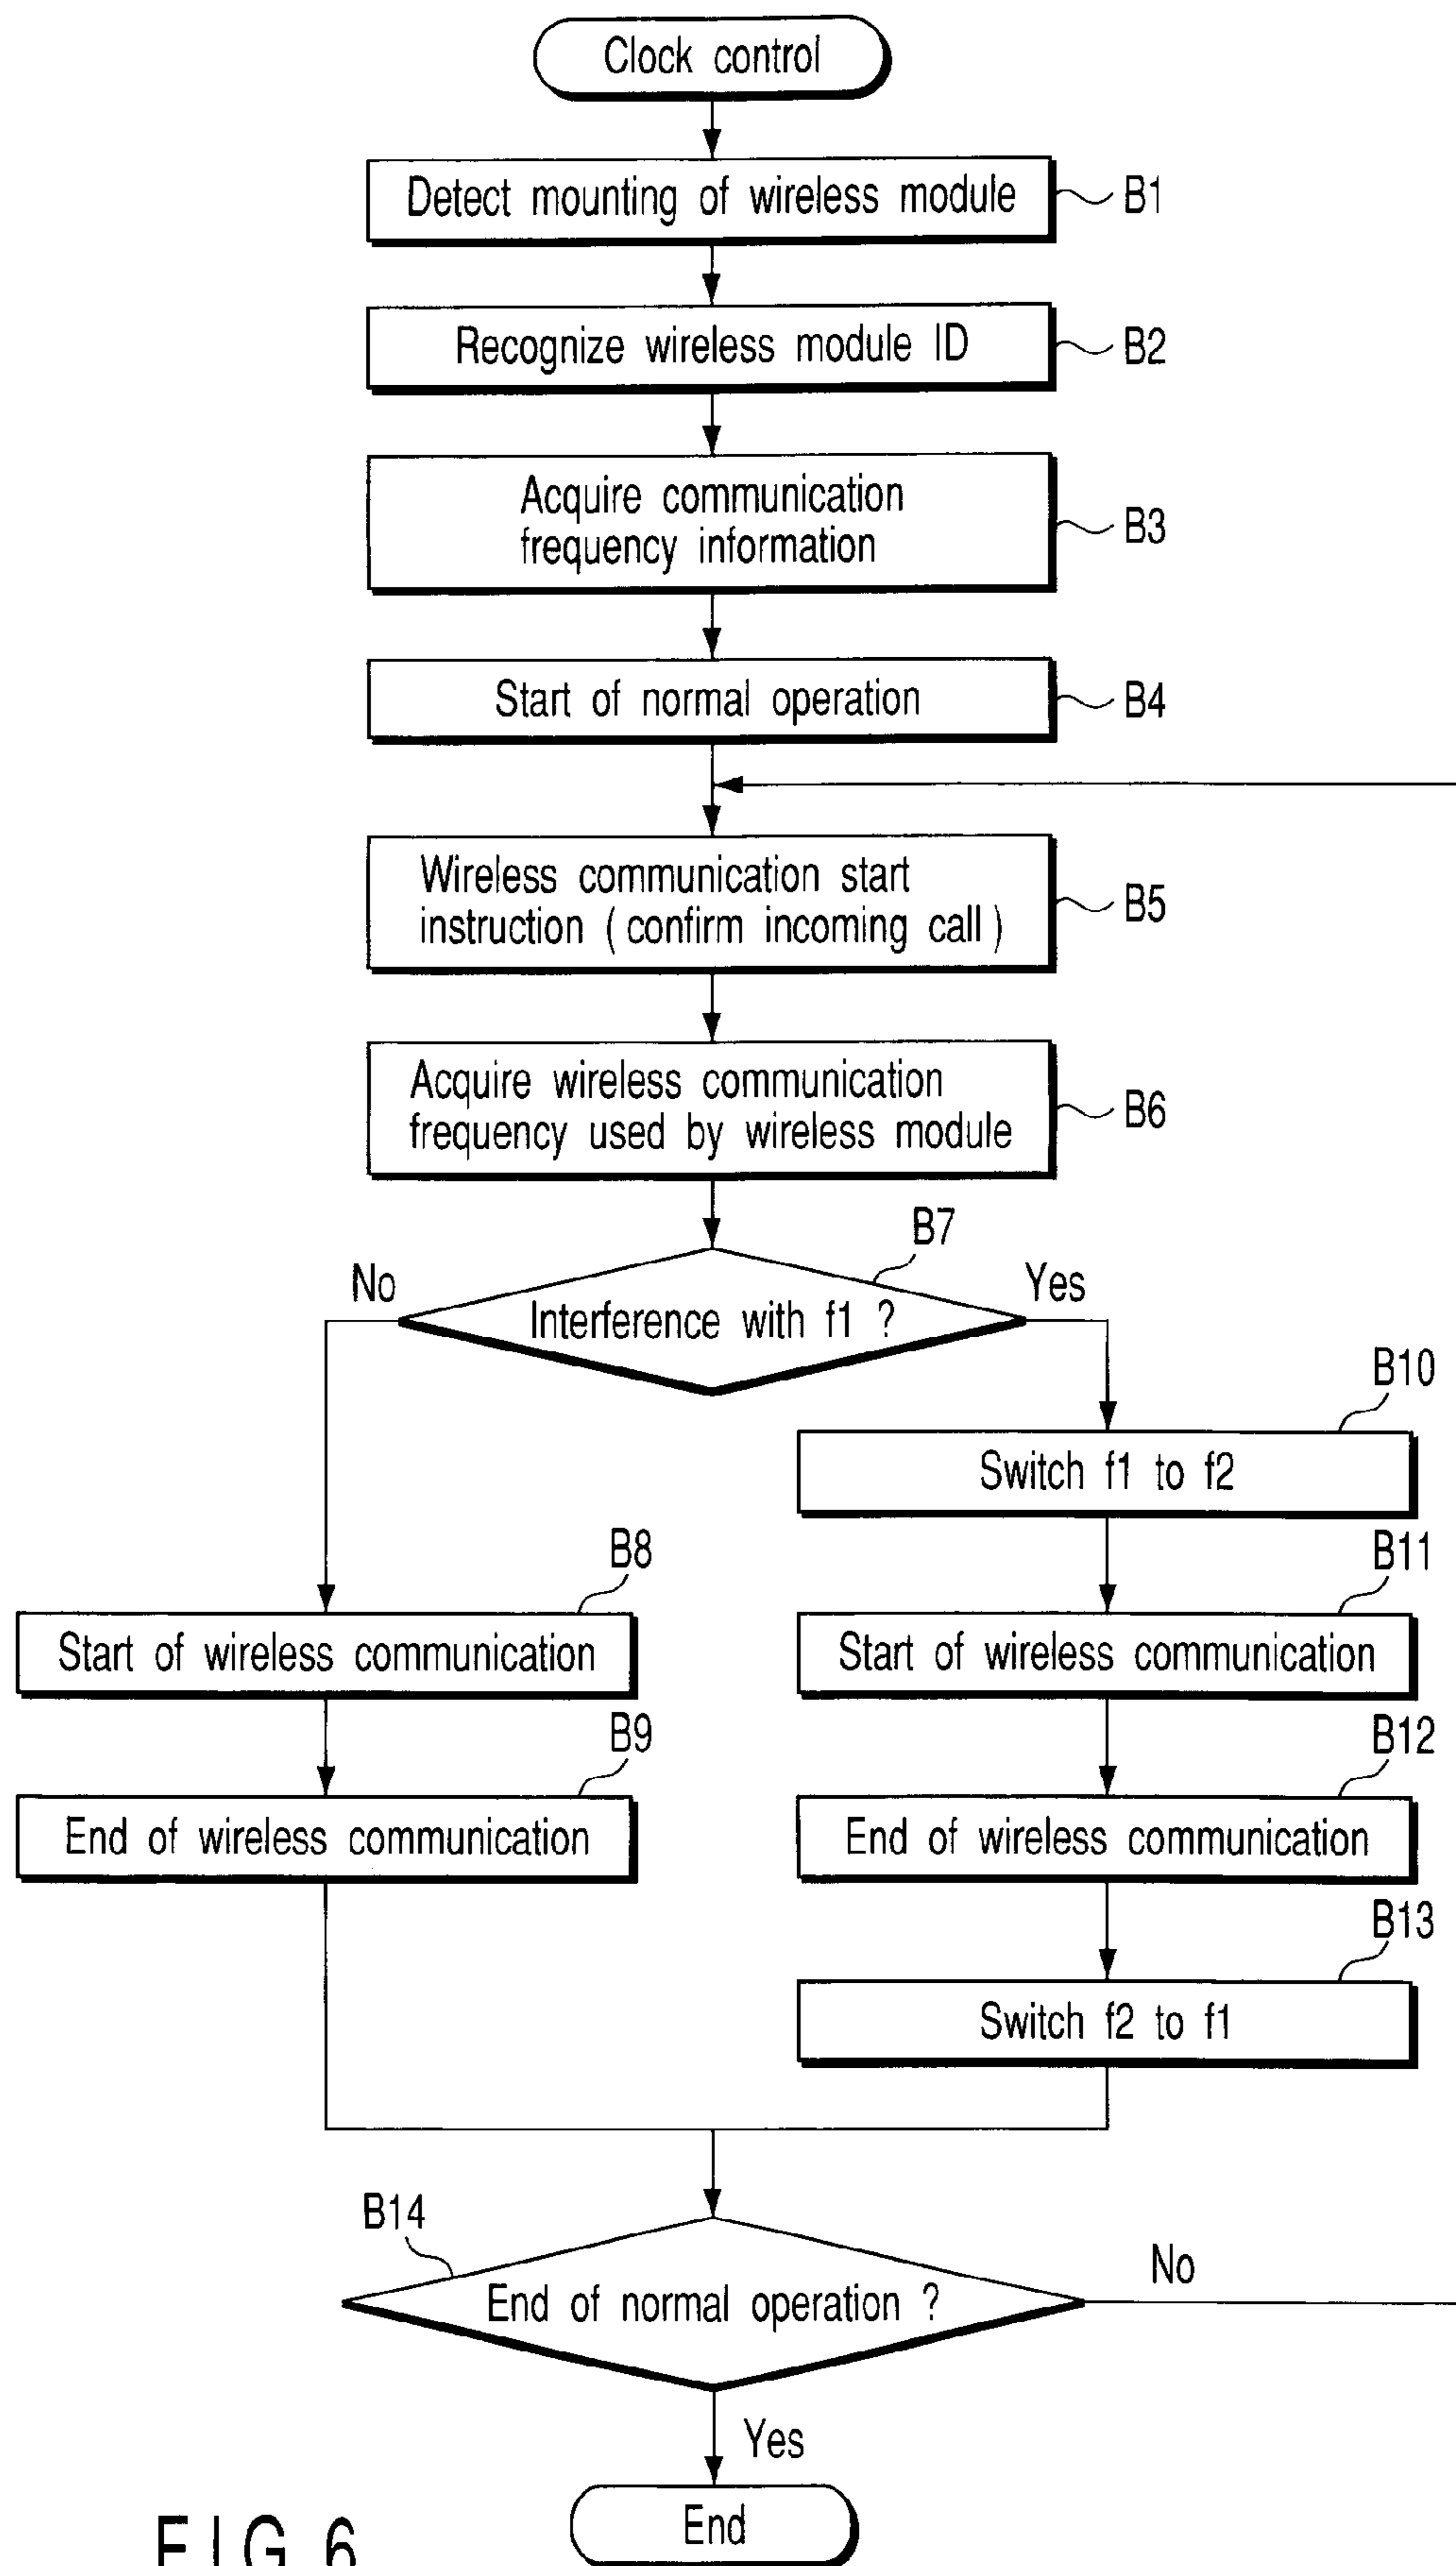 Clock control
Detect mounting of wireless module
B1
Recognize wireless module ID
B2
Acquire communication
frequency information
B3
Start of normal operation
B4
Wireless communication start
instruction ( confirm incoming call )
B5
Acquire wireless communication
frequency used by wireless module
B6
B7
No
Interference with f1 ?
Yes
B10
Switch f1 to f2
B8
B11
Start of wireless communication
Start of wireless communication
B9
B12
End of wireless communication
End of wireless communication
B13
Switch f2 to f1
B14
End of normal operation ?
No
Yes
End
FIG. 6